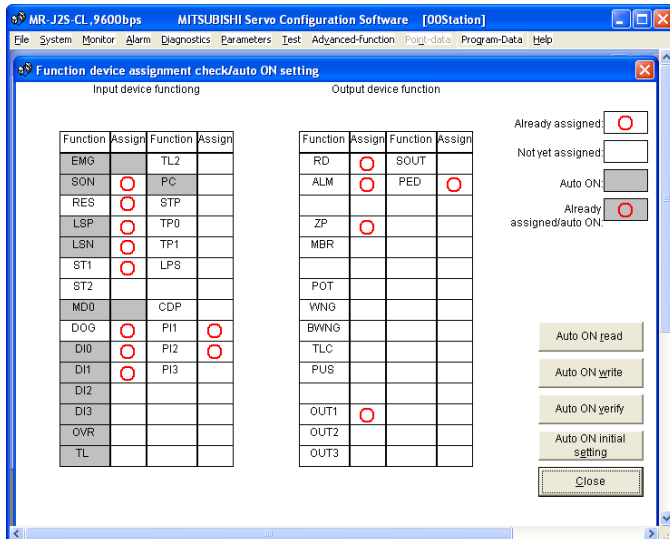 MR-J2S-CL,9600bps MITSUBISHI Servo Configuration Software [00Station]
File System Monitor Alarm Diagnostics Parameters Test Advanced-function Point-data Program-Data Help
Function device assignment check/auto ON setting
Input device functiong Output device function
Function Assign Function Assign Function Assign Function Assign
EMG TL2 RD SOUT
SON PC ALM PED
RES STP
LSP TP0 ZP
LSN TP1 MBR
ST1 LPS
ST2 POT
MD0 CDP WNG
DOG PI1 BWNG
DI0 PI2 TLC
DI1 PI3 PUS
DI2
DI3 OUT1
OVR OUT2
TL OUT3
Already assigned:
Not yet assigned:
Auto ON:
Already
assigned/auto ON:
Auto ON read
Auto ON write
Auto ON verify
Auto ON initial
setting
Close